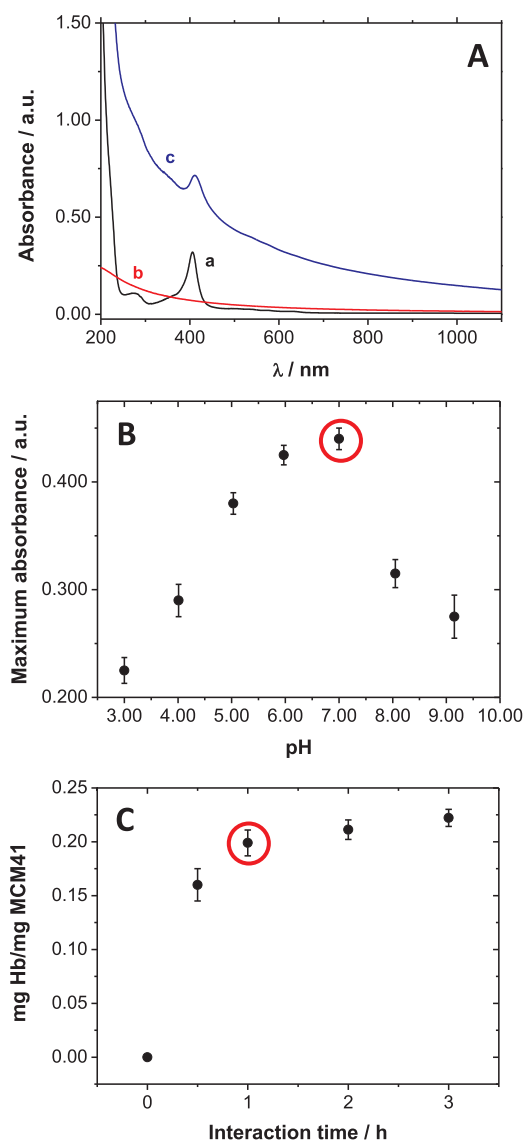 A
1.50
1.00
0.50
0.00
Absorbance / a.u.
c
b
a
200 400 600 800 1000
λ / nm
B
0.400
0.300
0.200
Maximum absorbance / a.u.
3.00 4.00 5.00 6.00 7.00 8.00 9.00 10.00
pH
C
0.25
0.20
0.15
0.10
0.05
0.00
mg Hb/mg MCM41
0 1 2 3
Interaction time / h